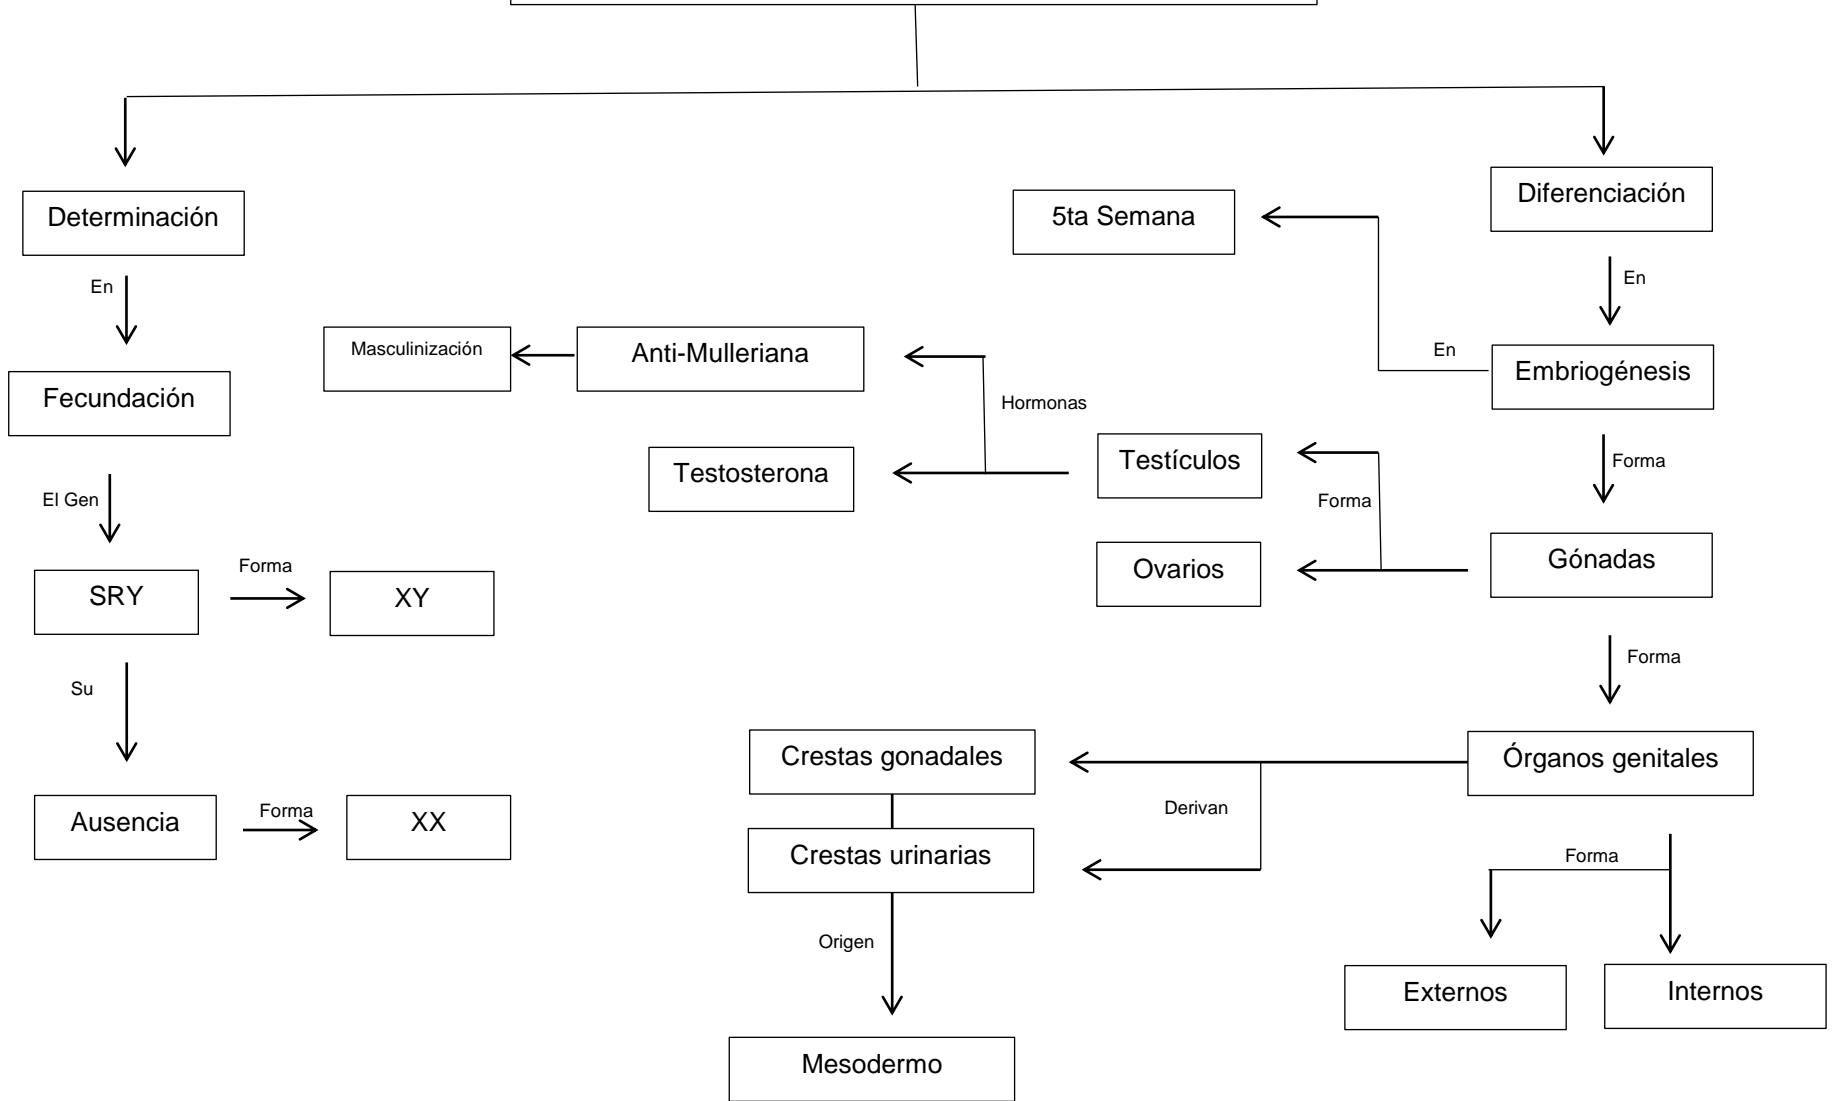 Determinación
Diferenciación
5ta Semana
En
En
Masculinización
Anti-Mulleriana
En
Embriogénesis
Fecundación
Hormonas
Testosterona
Testículos
Forma
El Gen
Forma
SRY
Forma
XY
Ovarios
Gónadas
Su
Forma
Crestas gonadales
Órganos genitales
Ausencia
Forma
XX
Derivan
Crestas urinarias
Forma
Origen
Externos
Internos
Mesodermo